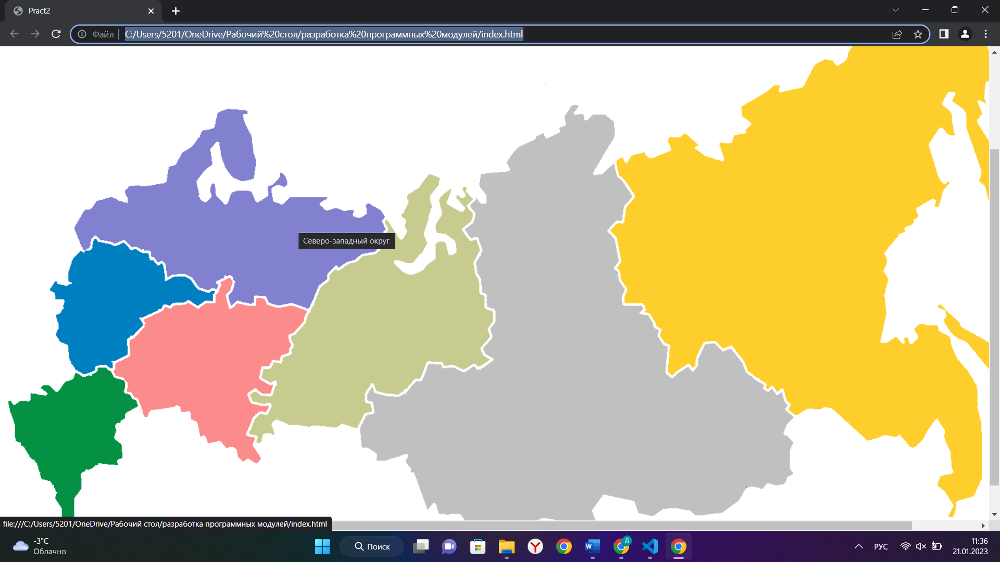 Pract2
Файл
C:/Users/5201/OneDrive/Рабочий%20стол/разработка%20программных%20модулей/index.html
Северо-западный округ
file:///C:/Users/5201/OneDrive/Рабочий стол/разработка программных модулей/index.html
-3°C
Облачно
Поиск
Д
РУС
11:36
21.01.2023